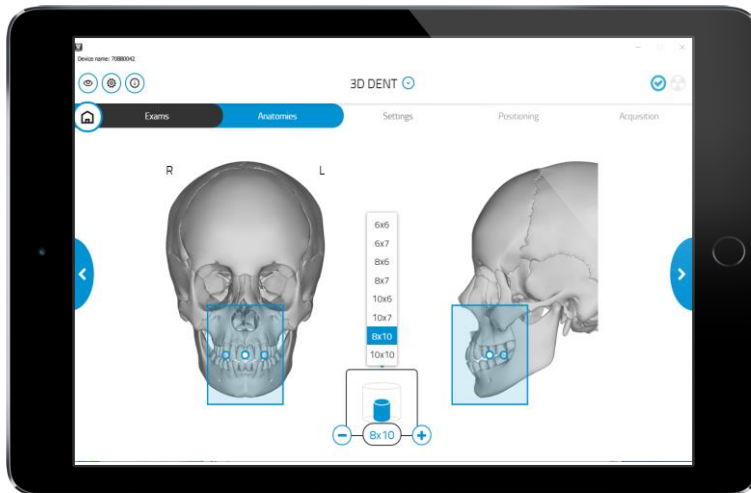 Device name: 70880042
3D DENT
Exams
Anatomies
Settings
Positioning
Acquisition
R
L
6x6
6x7
8x6
8x7
10x6
10x7
8x10
10x10
8x10